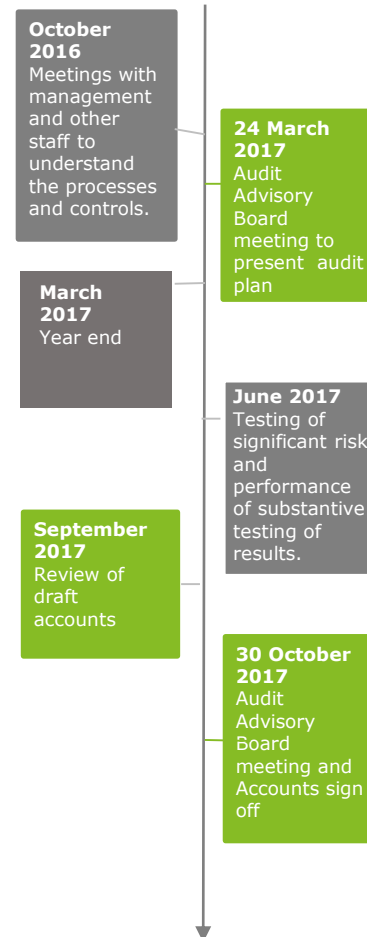 October
2016
Meetings with
management
and other
staff to
understand
the processes
and controls.
24 March
2017
Audit
Advisory
Board
meeting to
present audit
plan
March
2017
Year end
June 2017
Testing of
significant risk
and
performance
of substantive
testing of
results.
September
2017
Review of
draft
accounts
30 October
2017
Audit
Advisory
Board
meeting and
Accounts sign
off